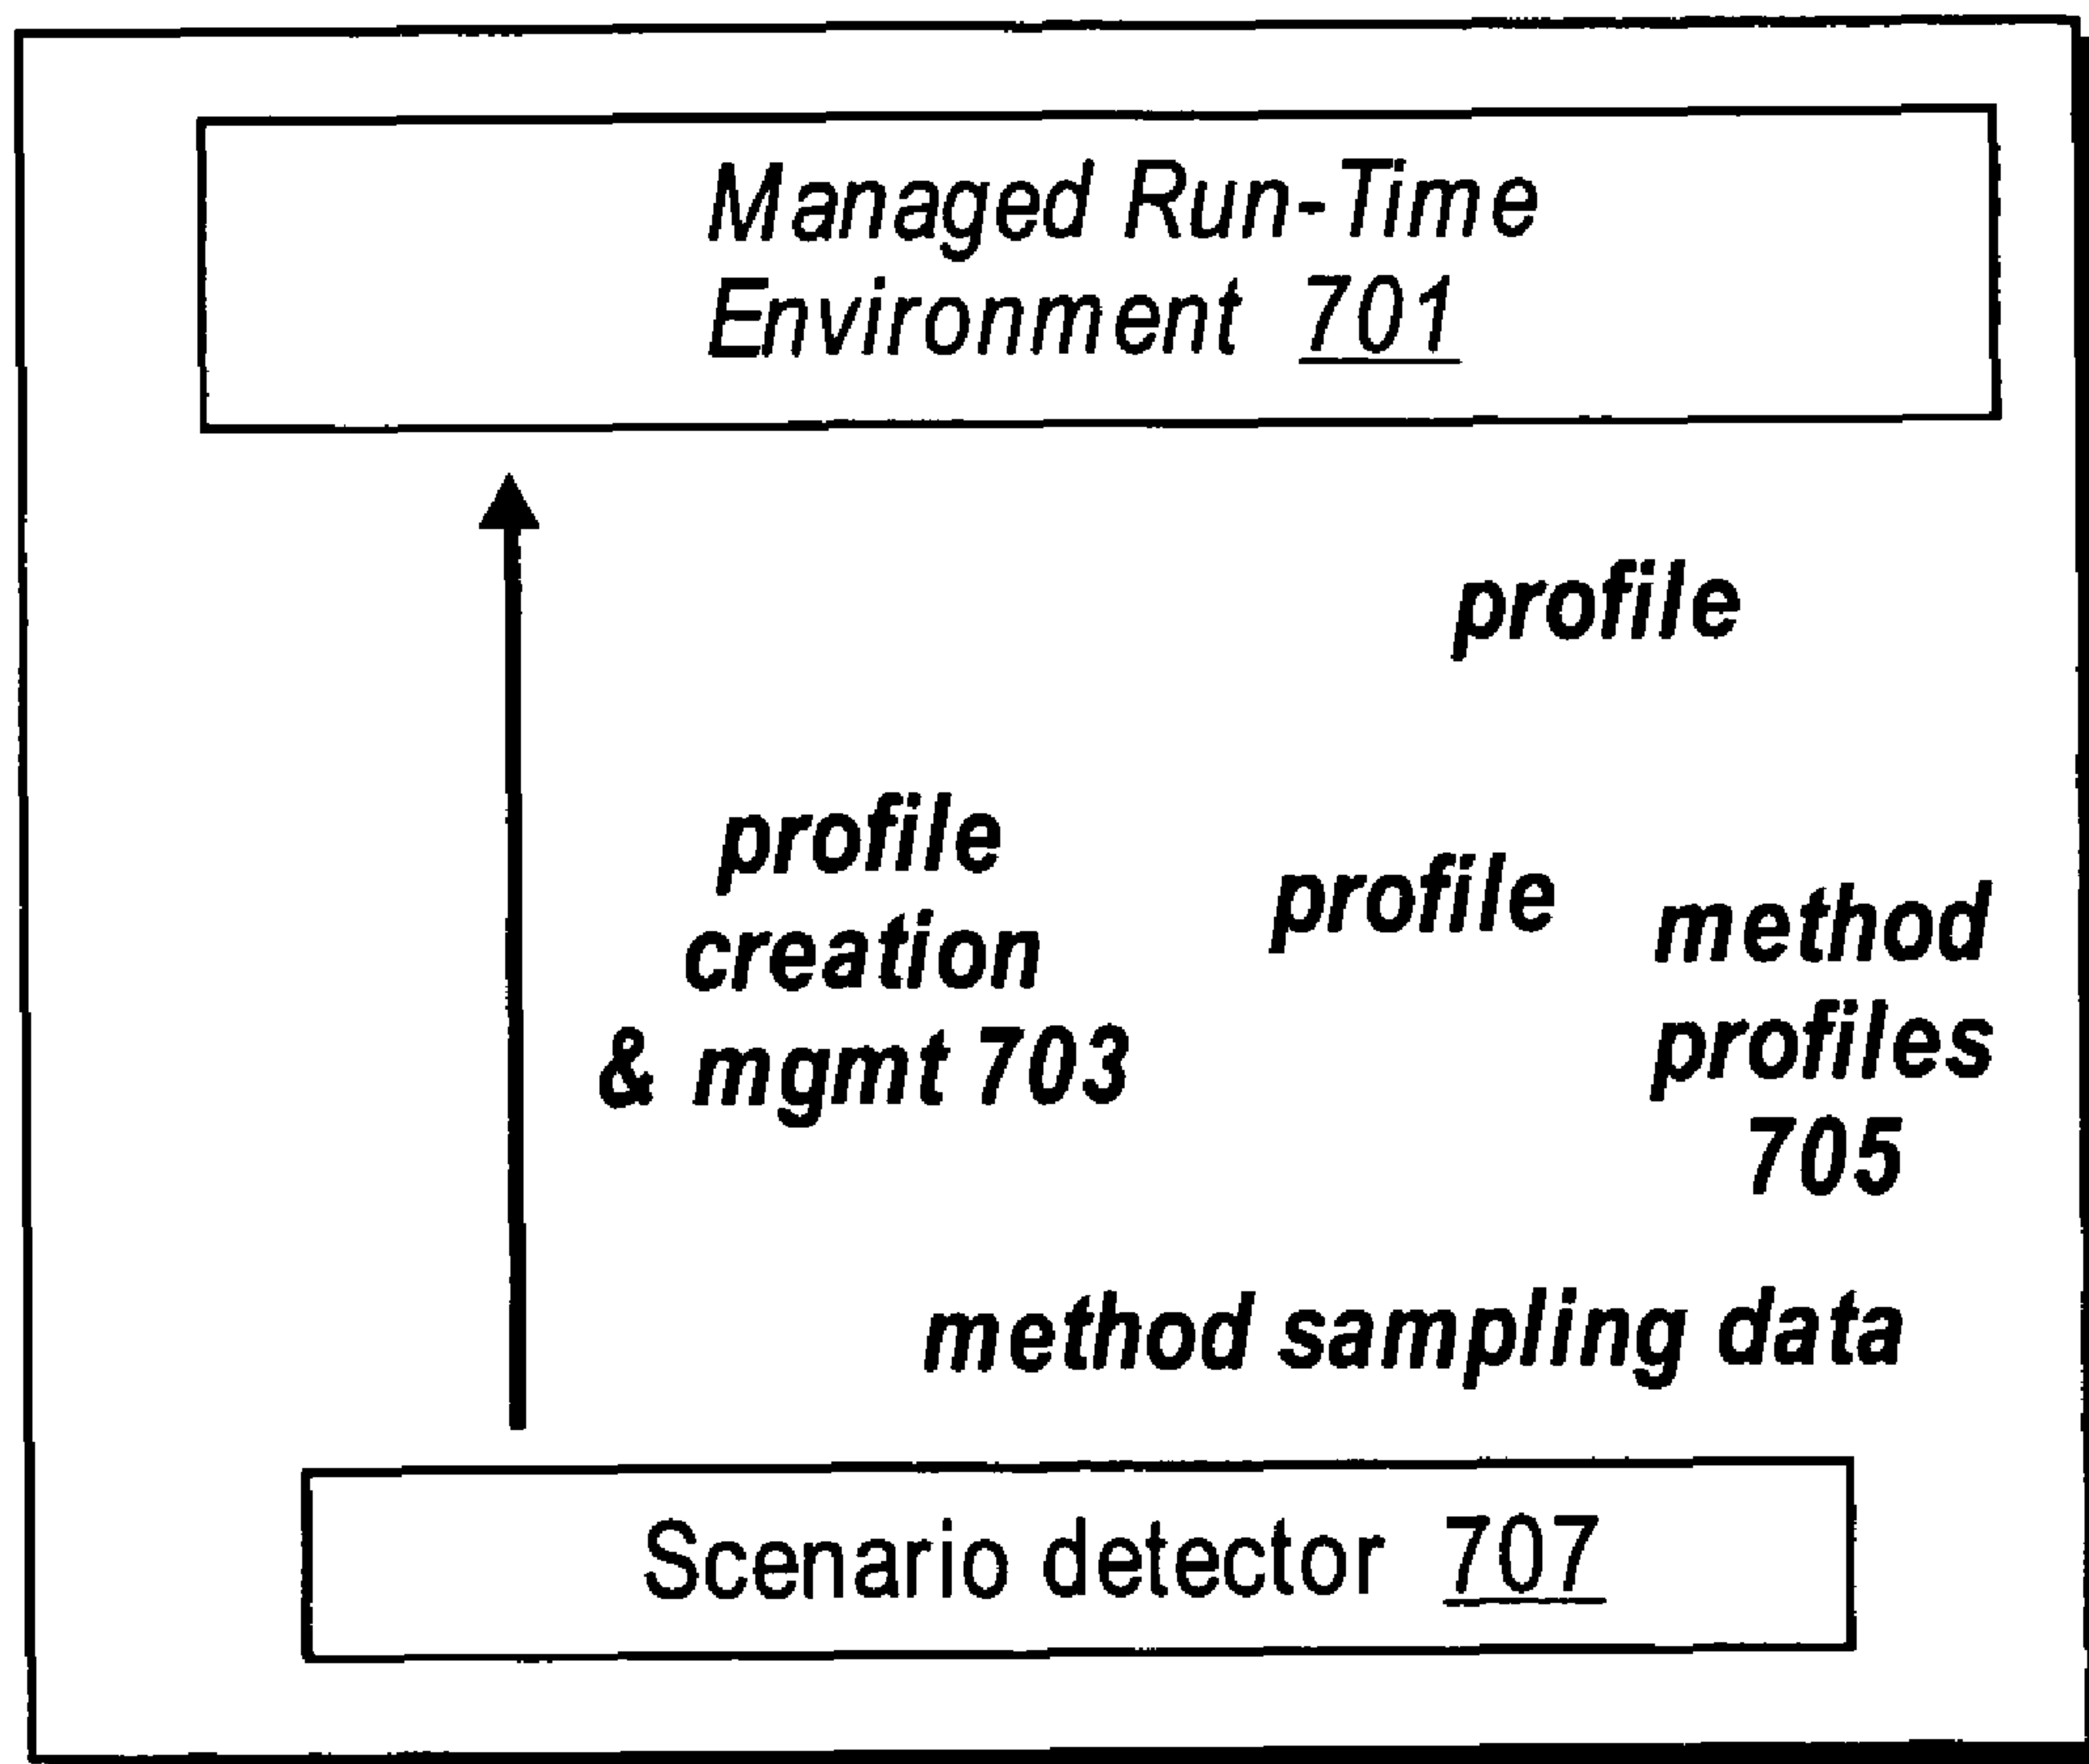 Managed Run-Time
Environment 701
profile
profile
creation
& mgmt 703
profile
method
profiles
705
method sampling data
Scenario detector 707